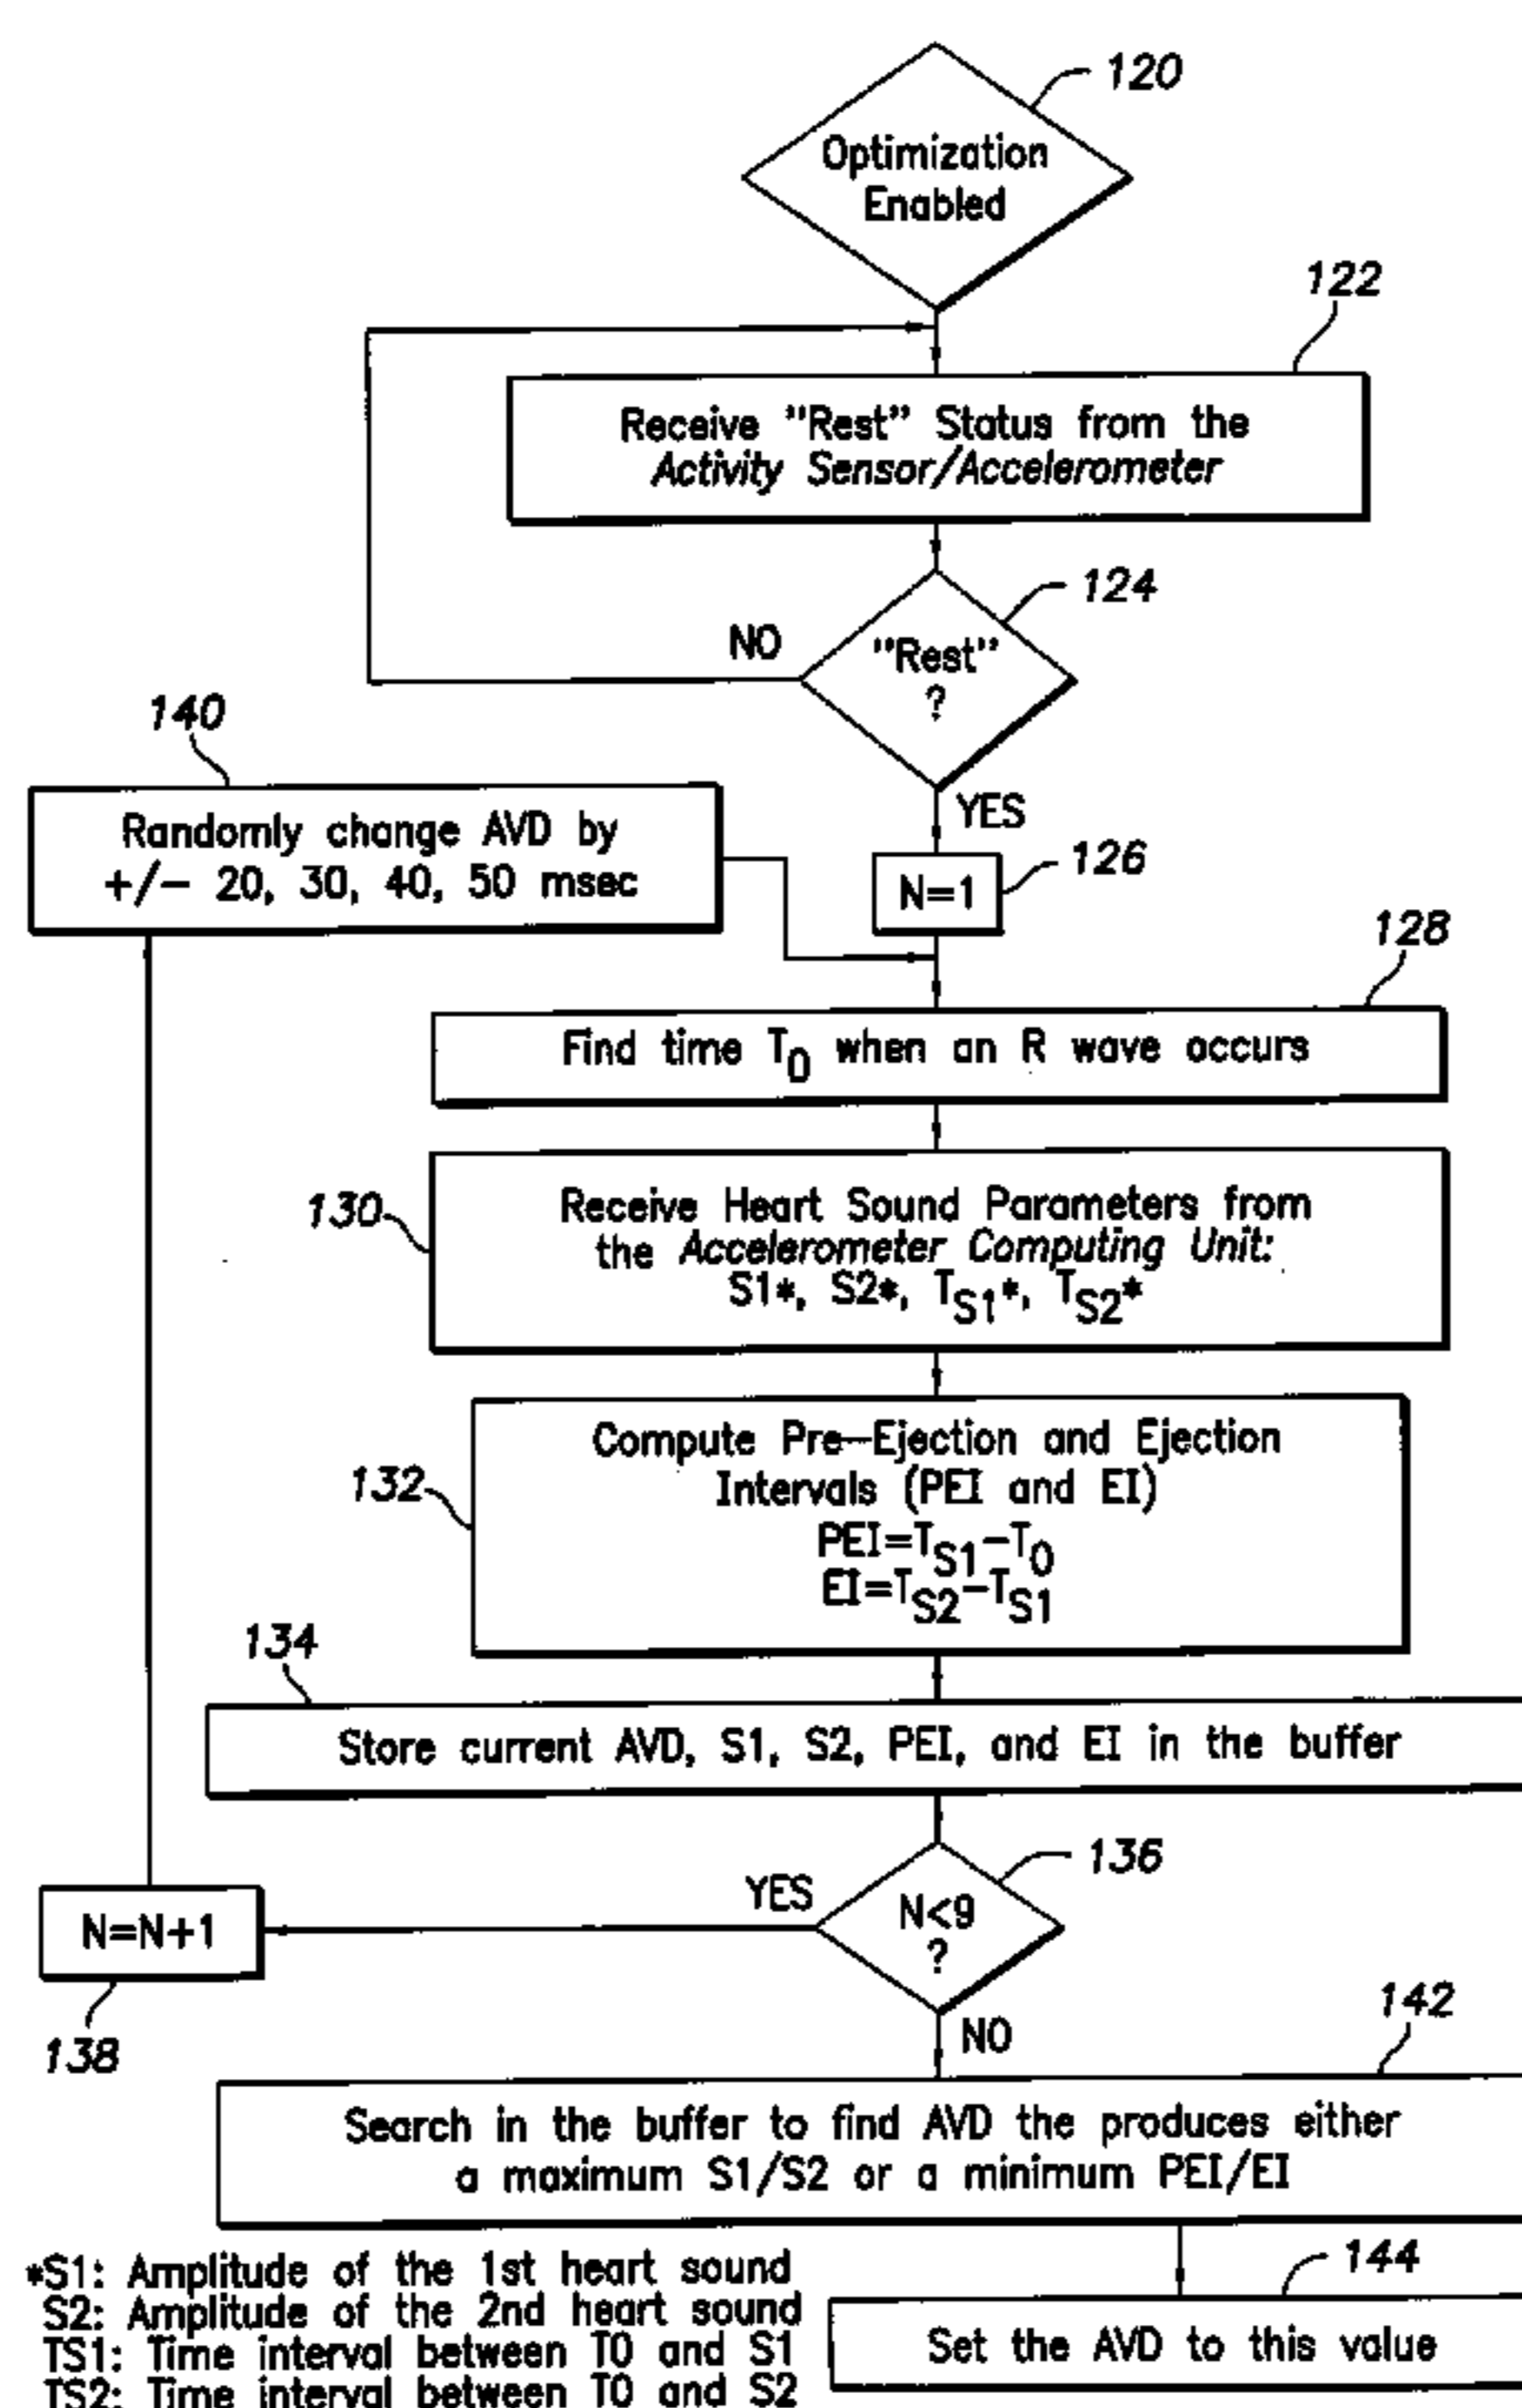 120
Optimization
Enabled
122
Receive "Rest" Status from the
Activity Sensor/Accelerometer
124
NO
"Rest"
?
140
YES
Randomly change AVD by
+/− 20, 30, 40, 50 msec
126
N=1
128
Find time T0 when an R wave occurs
130
Receive Heart Sound Parameters from
the Accelerometer Computing Unit:
S1*, S2*, TS1*, TS2*
132
Compute Pre-Ejection and Ejection
Intervals (PEI and EI)
PEI=TS1−T0
EI=TS2−TS1
134
Store current AVD, S1, S2, PEI, and EI in the buffer
136
YES
N<9
?
N=N+1
138
NO
142
Search in the buffer to find AVD the produces either
a maximum S1/S2 or a minimum PEI/EI
144
Set the AVD to this value
*S1: Amplitude of the 1st heart sound
S2: Amplitude of the 2nd heart sound
TS1: Time interval between T0 and S1
TS2: Time interval between T0 and S2